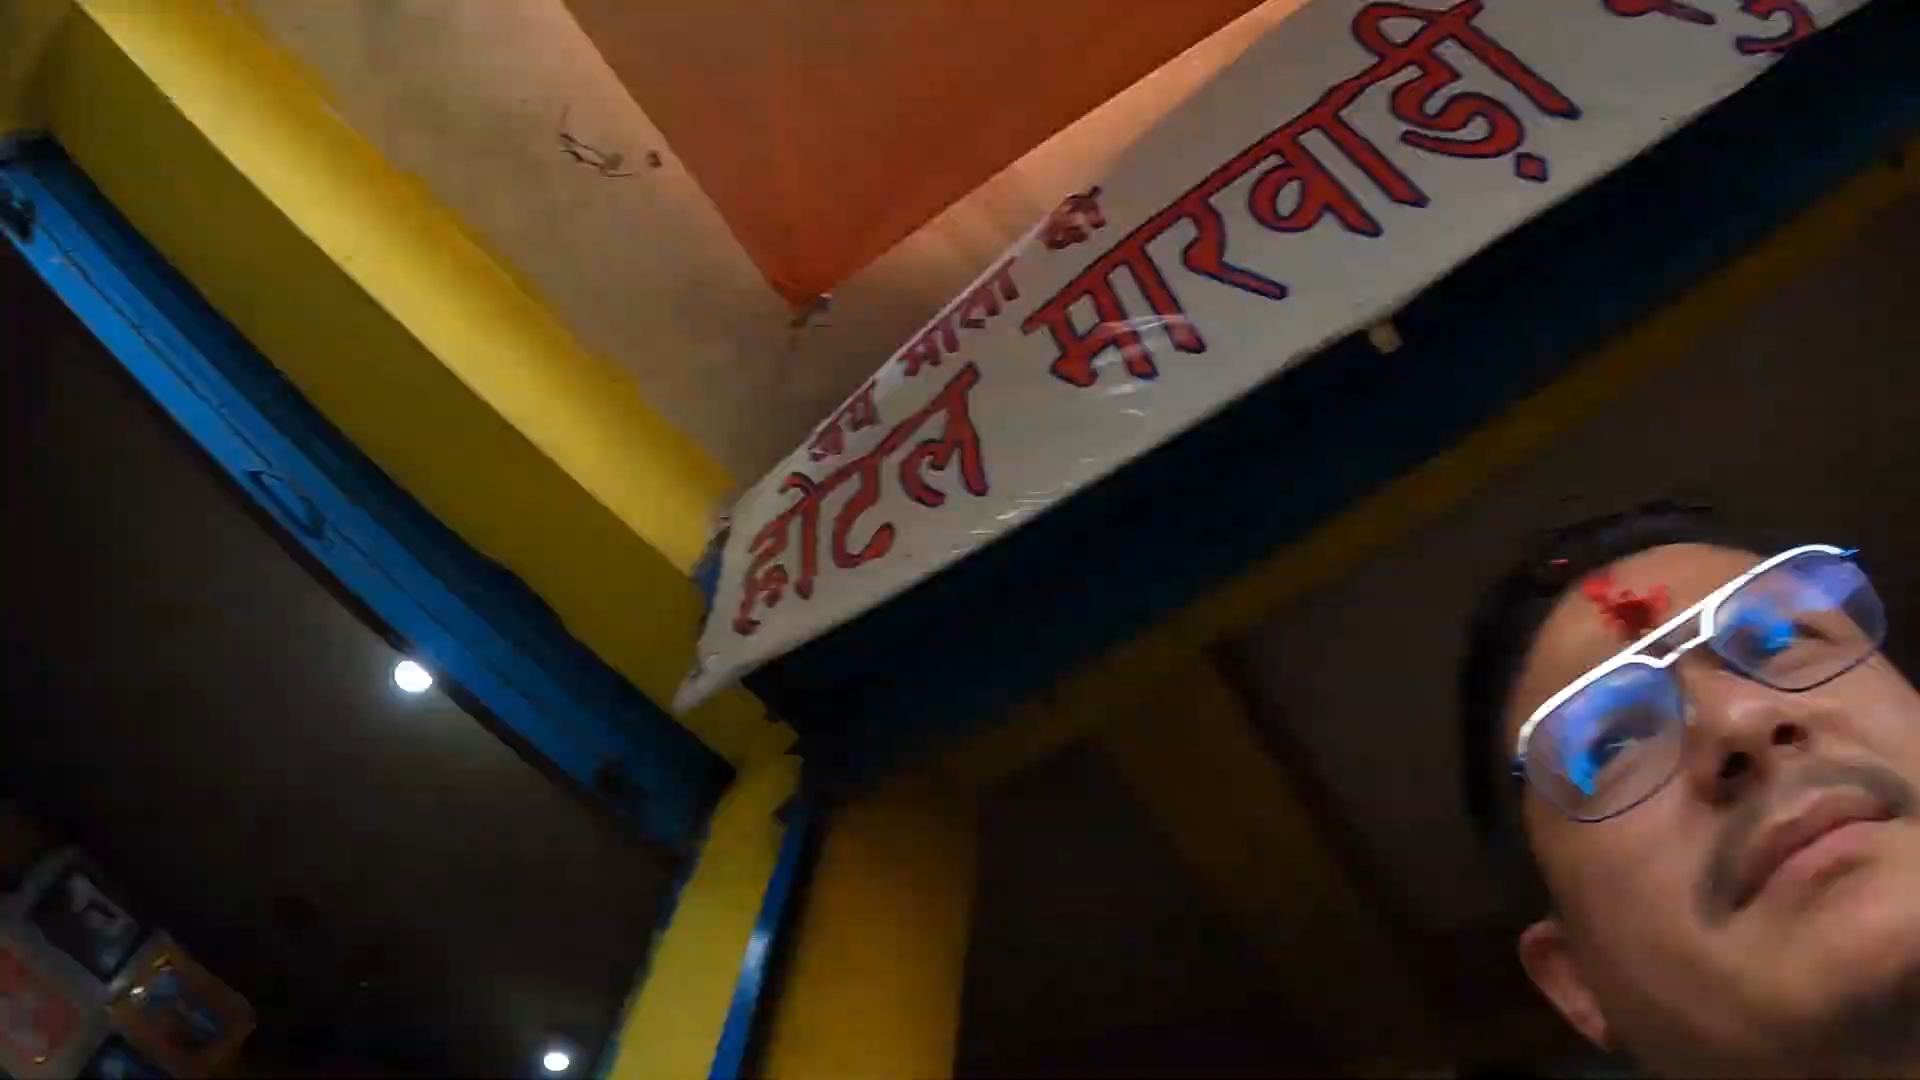 जय माता दी
होटल मारवाड़ी